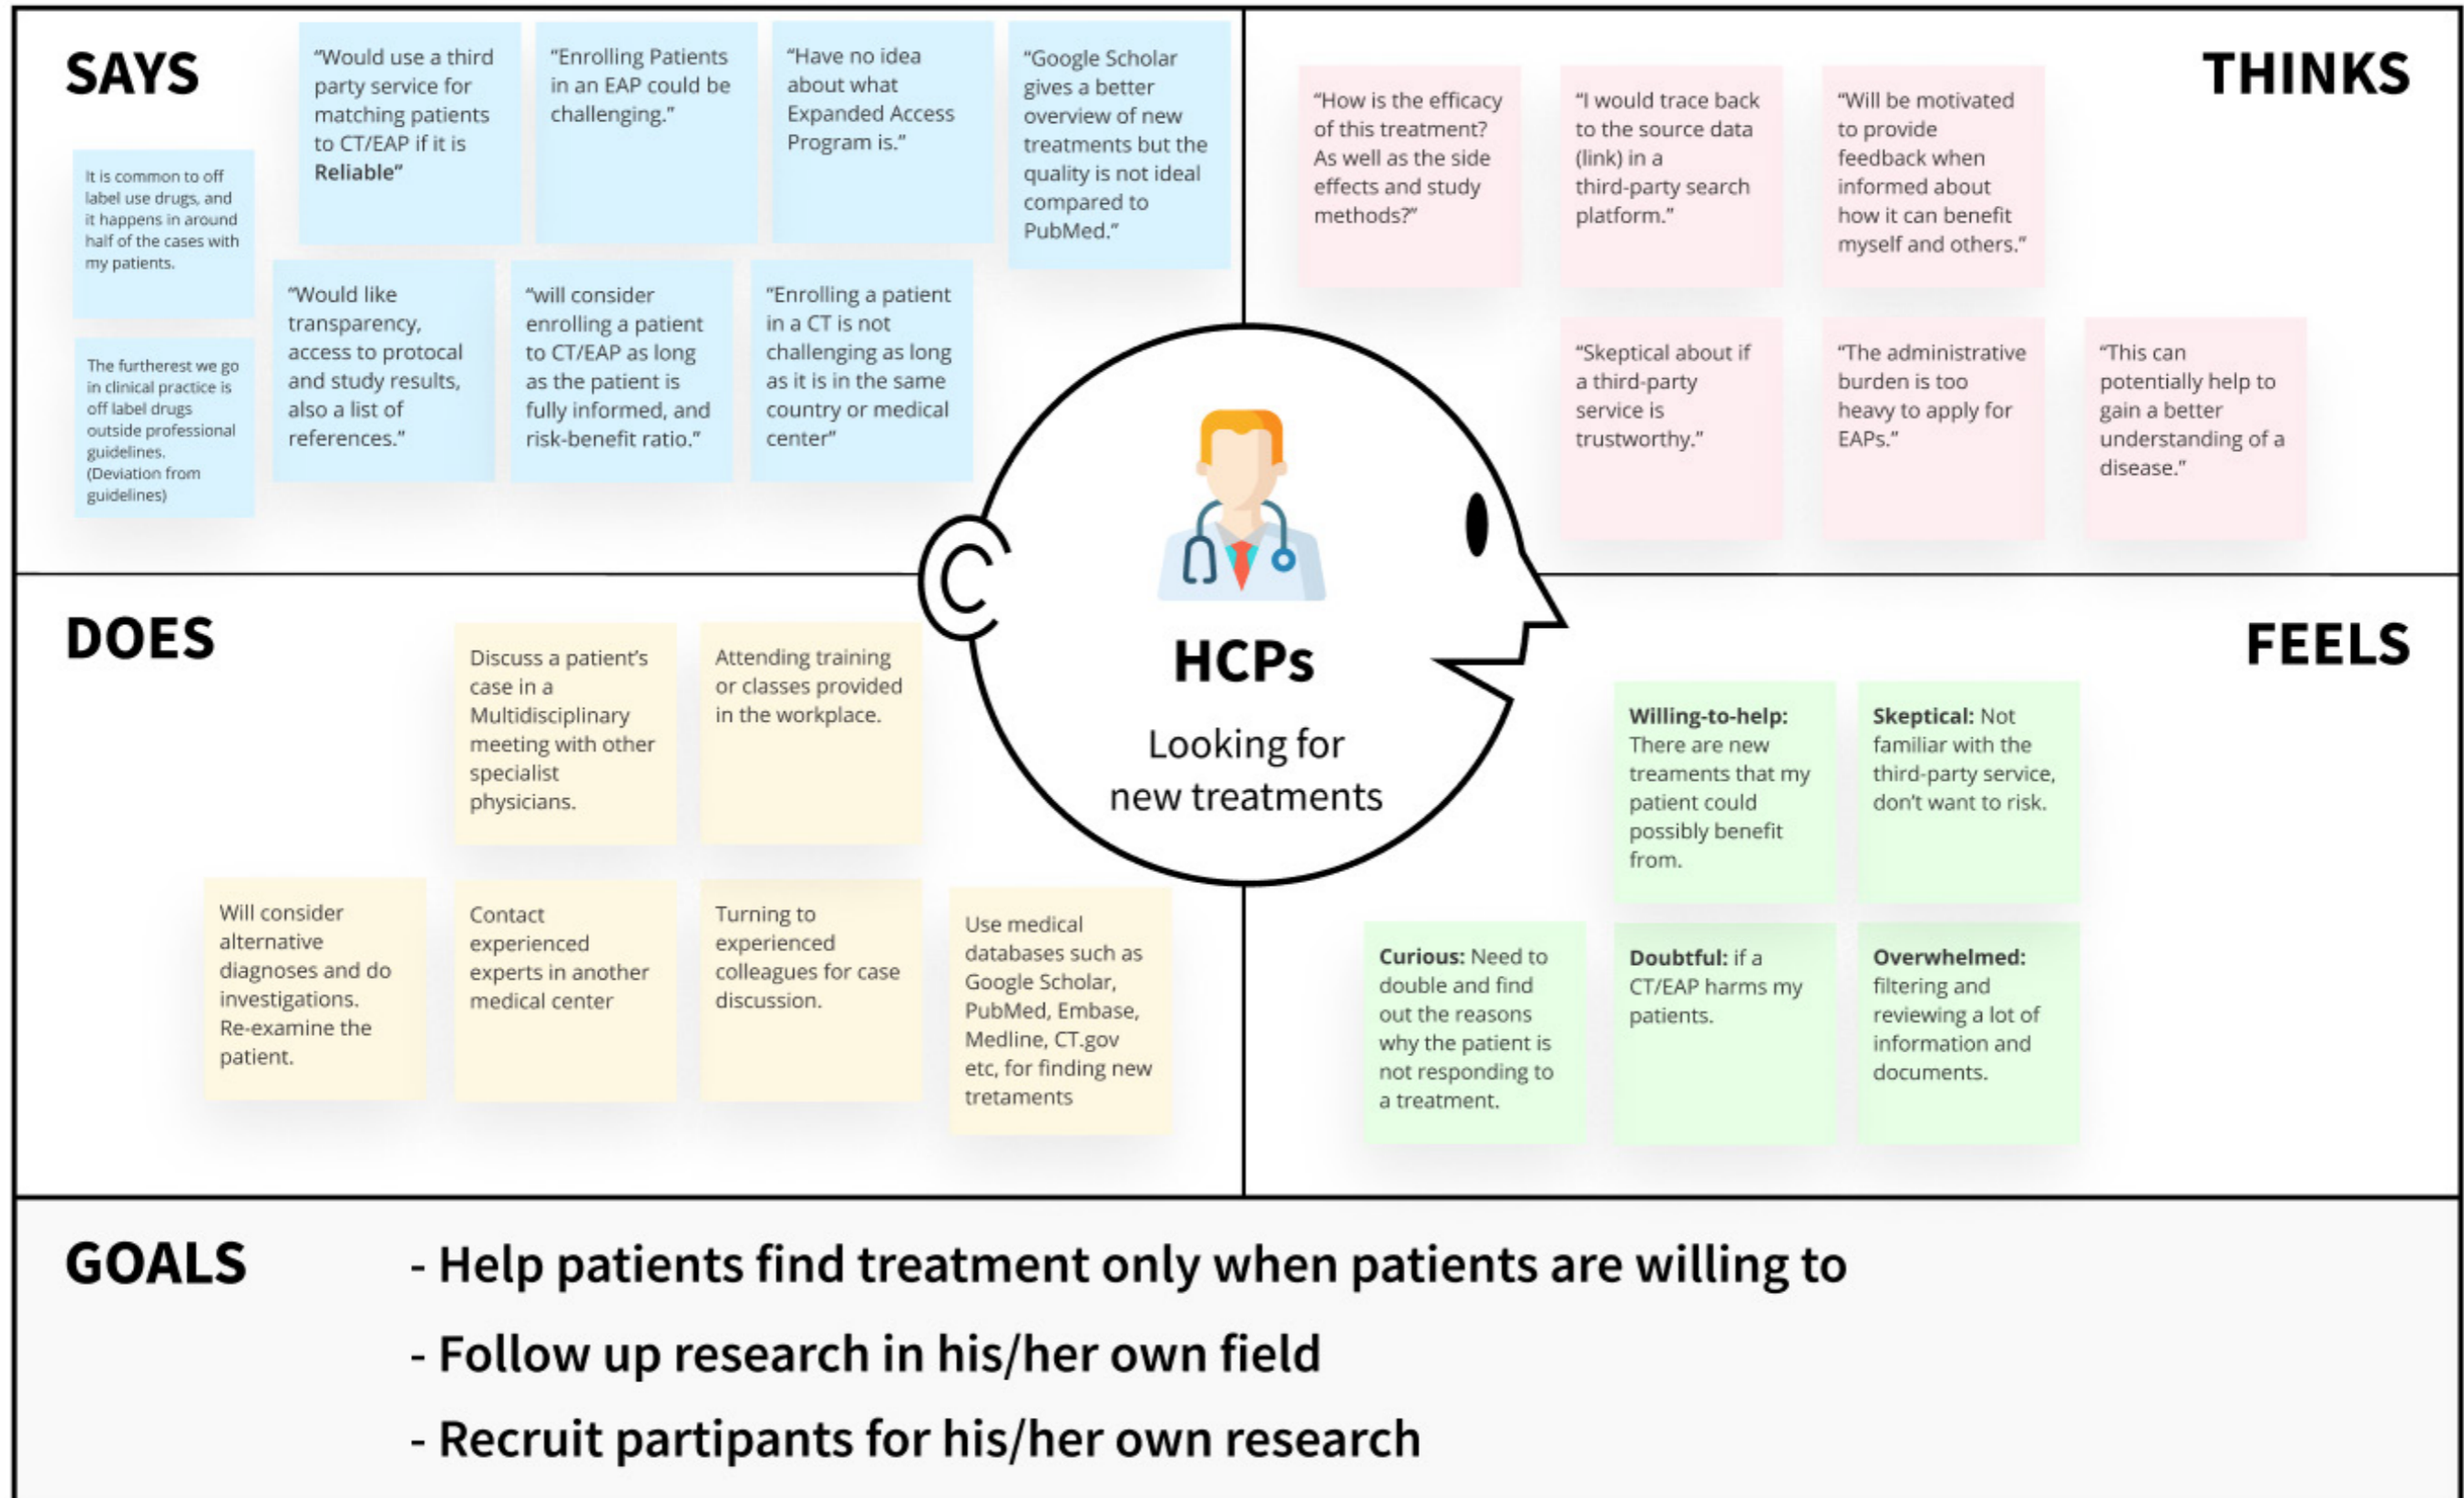 SAYS
“Would use a third
party service for
matching patients
to CT/EAP if it is
Reliable”
“Enrolling Patients
in an EAP could be
challenging.”
“Have no idea
about what
Expanded Access
Program is.”
“Google Scholar
gives a better
overview of new
treatments but the
quality is not ideal
compared to
PubMed.”
It is common to off
label use drugs, and
it happens in around
half of the cases with
my patients.
The furtherest we go
in clinical practice is
off label drugs
outside professional
guidelines.
(Deviation from
guidelines)
“Would like
transparency,
access to protocal
and study results,
also a list of
references.”
“will consider
enrolling a patient
to CT/EAP as long
as the patient is
fully informed, and
risk-benefit ratio.”
“Enrolling a patient
in a CT is not
challenging as long
as it is in the same
country or medical
center”
THINKS
“How is the efficacy
of this treatment?
As well as the side
effects and study
methods?”
“I would trace back
to the source data
(link) in a
third-party search
platform.”
“Will be motivated
to provide
feedback when
informed about
how it can benefit
myself and others.”
“Skeptical about if
a third-party
service is
trustworthy.”
“The administrative
burden is too
heavy to apply for
EAPs.”
“This can
potentially help to
gain a better
understanding of a
disease.”
HCPs
Looking for
new treatments
DOES
Discuss a patient’s
case in a
Multidisciplinary
meeting with other
specialist
physicians.
Attending training
or classes provided
in the workplace.
Will consider
alternative
diagnoses and do
investigations.
Re-examine the
patient.
Contact
experienced
experts in another
medical center
Turning to
experienced
colleagues for case
discussion.
Use medical
databases such as
Google Scholar,
PubMed, Embase,
Medline, CT.gov
etc, for finding new
tretaments
FEELS
Willing-to-help:
There are new
treaments that my
patient could
possibly benefit
from.
Skeptical: Not
familiar with the
third-party service,
don’t want to risk.
Curious: Need to
double and find
out the reasons
why the patient is
not responding to
a treatment.
Doubtful: if a
CT/EAP harms my
patients.
Overwhelmed:
filtering and
reviewing a lot of
information and
documents.
GOALS
- Help patients find treatment only when patients are willing to
- Follow up research in his/her own field
- Recruit partipants for his/her own research